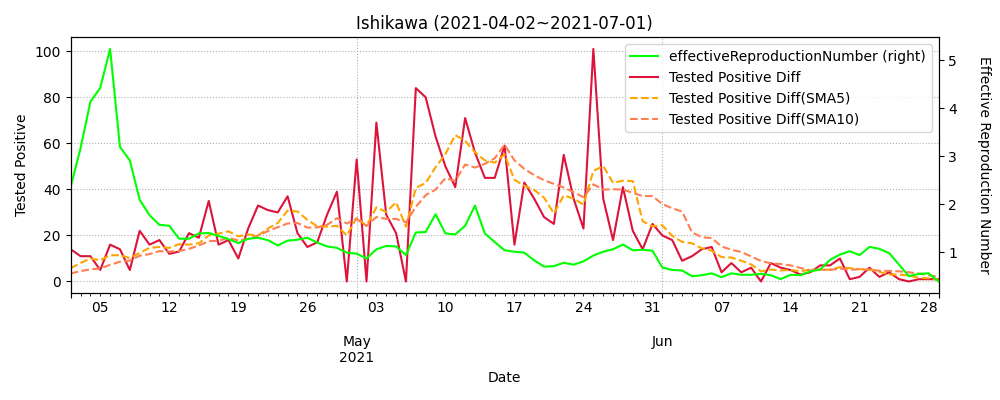 Ishikawa (2021-04-02~2021-07-01)
effectiveReproductionNumber (right)
Tested Positive Diff
Tested Positive Diff(SMA5)
Tested Positive Diff(SMA10)
Tested Positive
100
80
60
40
20
0
5
4
3
2
1
Effective Reproduction Number
05 12 19 26 03 10 17 24 31 07 14 21 28
May Jun
2021
Date